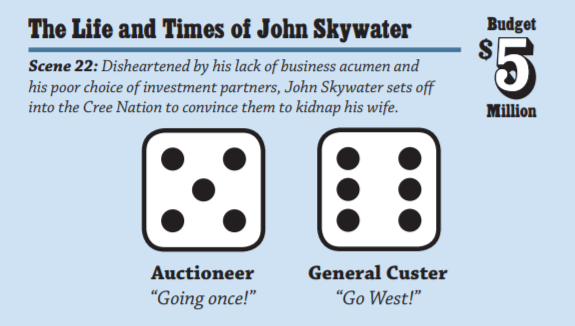 The Life and Times of John Skywater
Budget
$5
Million
Scene 22: Disheartened by his lack of business acumen and
his poor choice of investment partners, John Skywater sets off
into the Cree Nation to convince them to kidnap his wife.
Auctioneer
“Going once!”
General Custer
“Go West!”